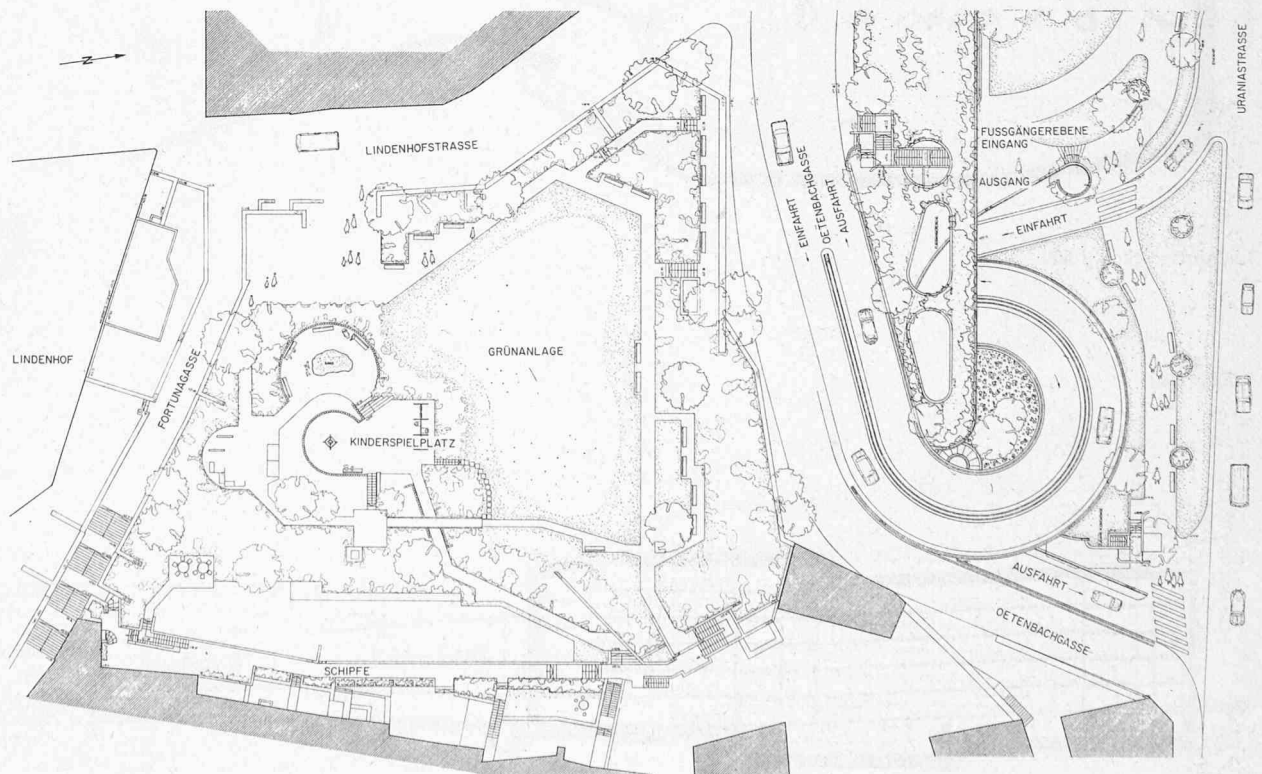 N
URANIASTRASSE
LINDENHOFSTRASSE
FUSSGÄNGEREBENE
EINGANG
AUSGANG
EINFAHRT
EINFAHRT
OETENBACHGASSE
AUSFAHRT
LINDENHOF
FORTUNAGASSE
GRÜNANLAGE
KINDERSPIELPLATZ
AUSFAHRT
OETENBACHGASSE
SCHIPFE